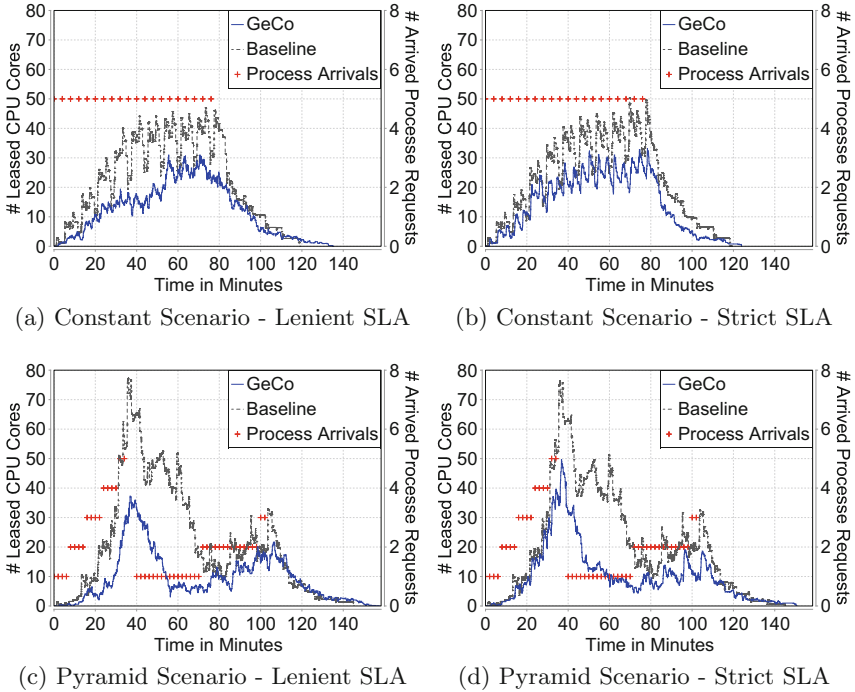 80 70 60 50 40 30 20 10 0
# Leased CPU Cores
GeCo
Baseline
Process Arrivals
8 6 4 2 0
# Arrived Processe Requests
0 20 40 60 80 100 120 140
Time in Minutes
(a) Constant Scenario - Lenient SLA
80 70 60 50 40 30 20 10 0
# Leased CPU Cores
GeCo
Baseline
Process Arrivals
8 6 4 2 0
# Arrived Processe Requests
0 20 40 60 80 100 120 140
Time in Minutes
(b) Constant Scenario - Strict SLA
80 70 60 50 40 30 20 10 0
# Leased CPU Cores
GeCo
Baseline
Process Arrivals
8 6 4 2 0
# Arrived Processe Requests
0 20 40 60 80 100 120 140
Time in Minutes
(c) Pyramid Scenario - Lenient SLA
80 70 60 50 40 30 20 10 0
# Leased CPU Cores
GeCo
Baseline
Process Arrivals
8 6 4 2 0
# Arrived Processe Requests
0 20 40 60 80 100 120 140
Time in Minutes
(d) Pyramid Scenario - Strict SLA